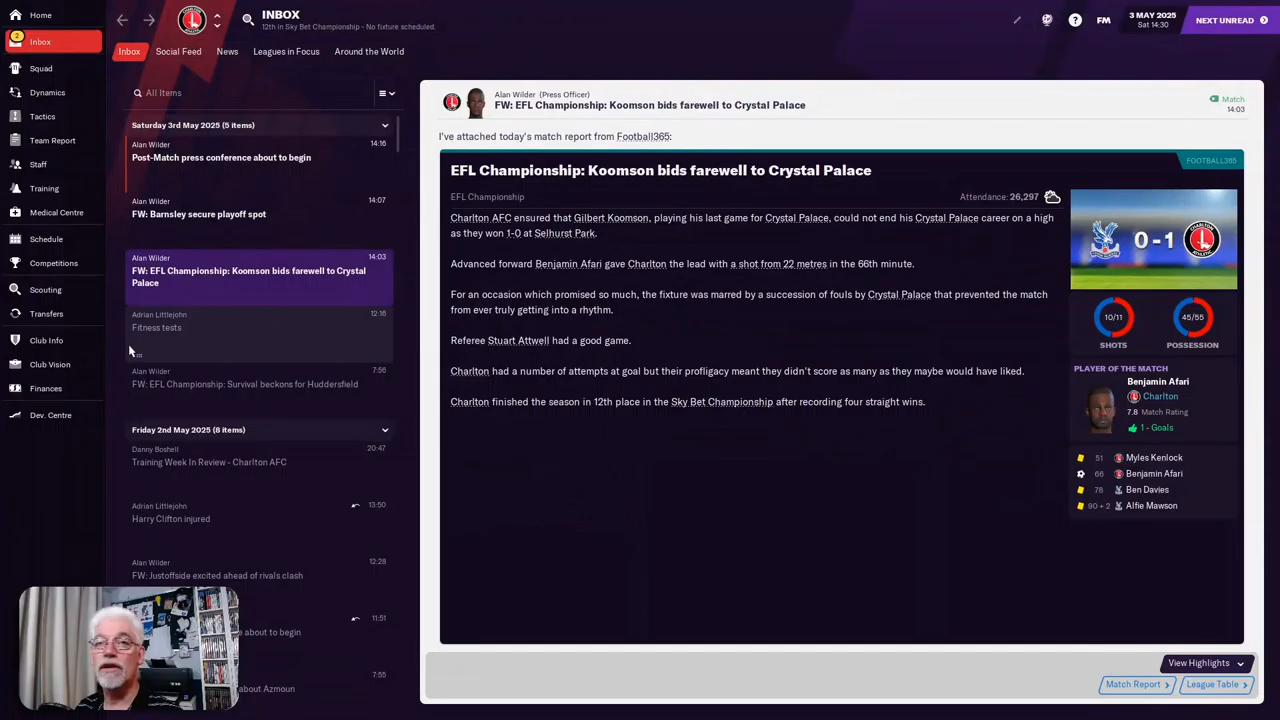 Home
2
Inbox
Squad
Dynamics
Tactics
Team Report
Staff
Training
Medical Centre
Schedule
Competitions
Scouting
Transfers
Club Info
Club Vision
Finances
Dev. Centre
INBOX
12th in Sky Bet Championship - No fixture scheduled.
FM
3 MAY 2025
Sat 14:30
NEXT UNREAD
Inbox
Social Feed
News
Leagues in Focus
Around the World
All Items
Saturday 3rd May 2025 (5 items)
Alan Wilder 14:16
Post-Match press conference about to begin
Alan Wilder 14:07
FW: Barnsley secure playoff spot
Alan Wilder 14:03
FW: EFL Championship: Koomson bids farewell to Crystal
Palace
Adrian Littlejohn 12:16
Fitness tests
...
Alan Wilder 7:56
FW: EFL Championship: Survival beckons for Huddersfield
Friday 2nd May 2025 (8 items)
Danny Boshell 20:47
Training Week In Review - Charlton AFC
Adrian Littlejohn 13:50
Harry Clifton injured
Alan Wilder 12:28
FW: Justoffside excited ahead of rivals clash
11:51
e about to begin
7:55
about Azmoun
Alan Wilder (Press Officer)
FW: EFL Championship: Koomson bids farewell to Crystal Palace
Match
14:03
I've attached today's match report from Football365:
FOOTBALL365
EFL Championship: Koomson bids farewell to Crystal Palace
EFL Championship
Attendance: 26,297
Charlton AFC ensured that Gilbert Koomson, playing his last game for Crystal Palace, could not end his Crystal Palace career on a high
as they won 1-0 at Selhurst Park.
Advanced forward Benjamin Afari gave Charlton the lead with a shot from 22 metres in the 66th minute.
For an occasion which promised so much, the fixture was marred by a succession of fouls by Crystal Palace that prevented the match
from ever truly getting into a rhythm.
Referee Stuart Attwell had a good game.
Charlton had a number of attempts at goal but their profligacy meant they didn't score as many as they maybe would have liked.
Charlton finished the season in 12th place in the Sky Bet Championship after recording four straight wins.
0-1
10/11
SHOTS
45/55
POSSESSION
PLAYER OF THE MATCH
Benjamin Afari
Charlton
7.8 Match Rating
1 - Goals
51 Myles Kenlock
66 Benjamin Afari
78 Ben Davies
90 + 2 Alfie Mawson
View Highlights
Match Report
League Table